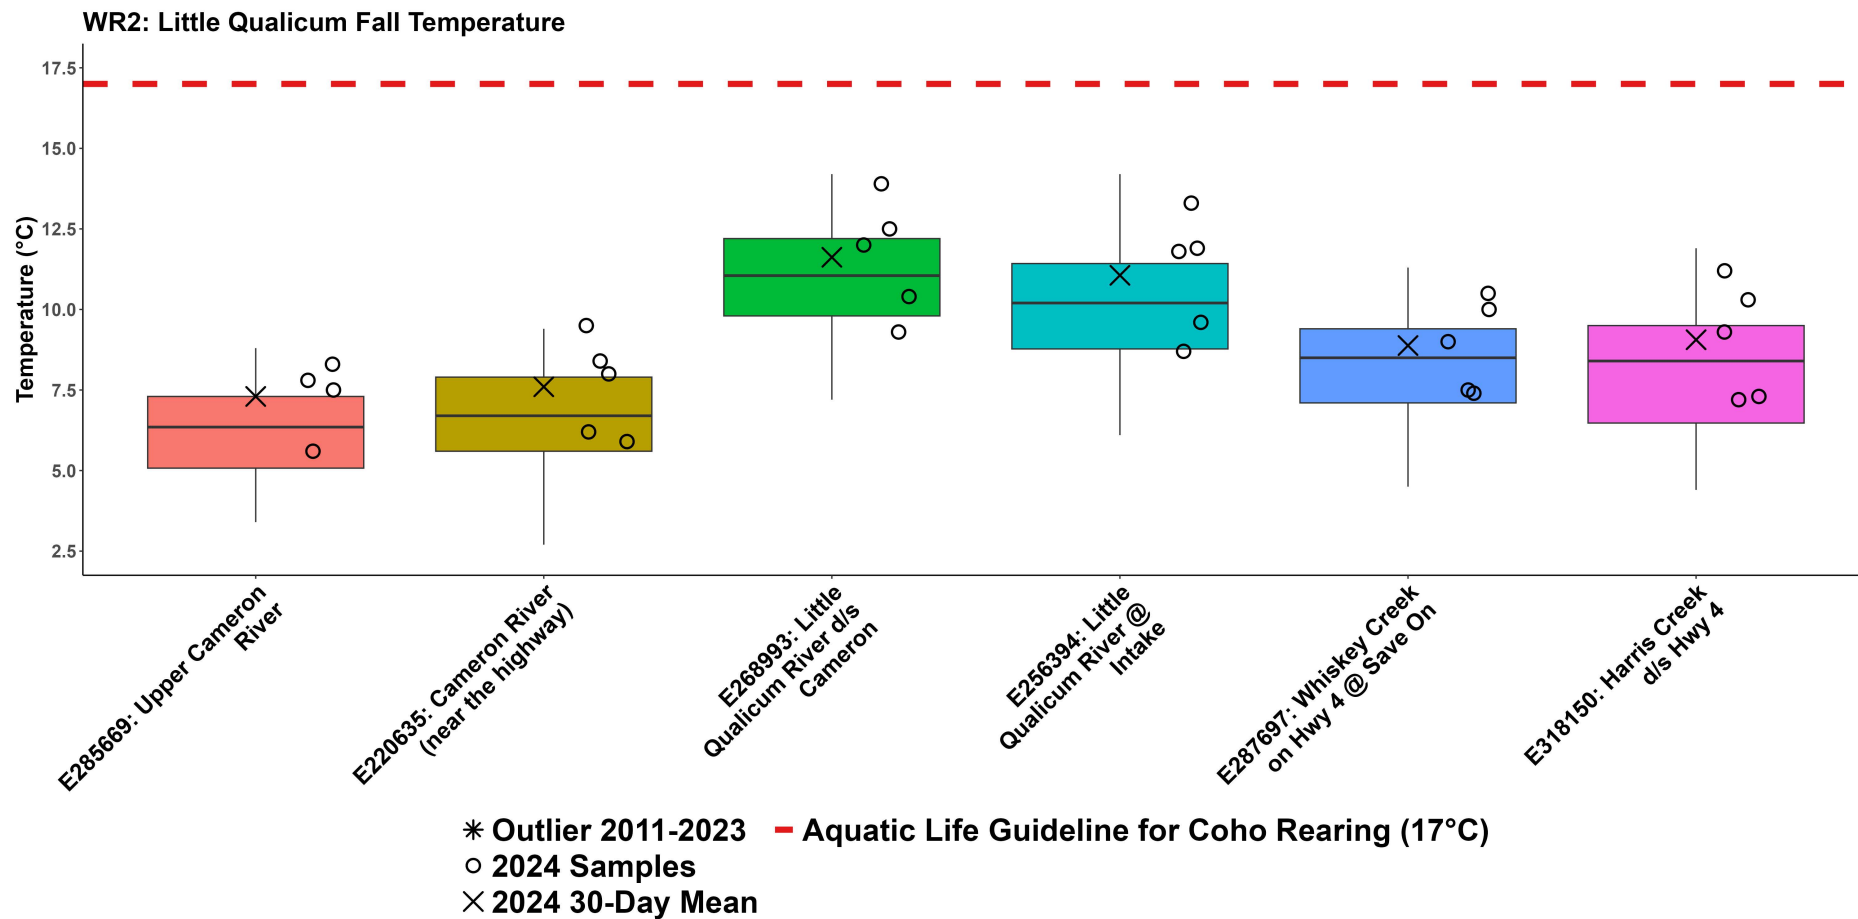 WR2: Little Qualicum Fall Temperature
Temperature (°C)
17.5
15.0
12.5
10.0
7.5
5.0
2.5
E285669: Upper Cameron
River
E220635: Cameron River
(near the highway)
E268993: Little
Qualicum River d/s
Cameron
E256394: Little
Qualicum River @
Intake
E287697: Whiskey Creek
on Hwy 4 @ Save On
E318150: Harris Creek
d/s Hwy 4
Outlier 2011-2023
Aquatic Life Guideline for Coho Rearing (17°C)
2024 Samples
2024 30-Day Mean